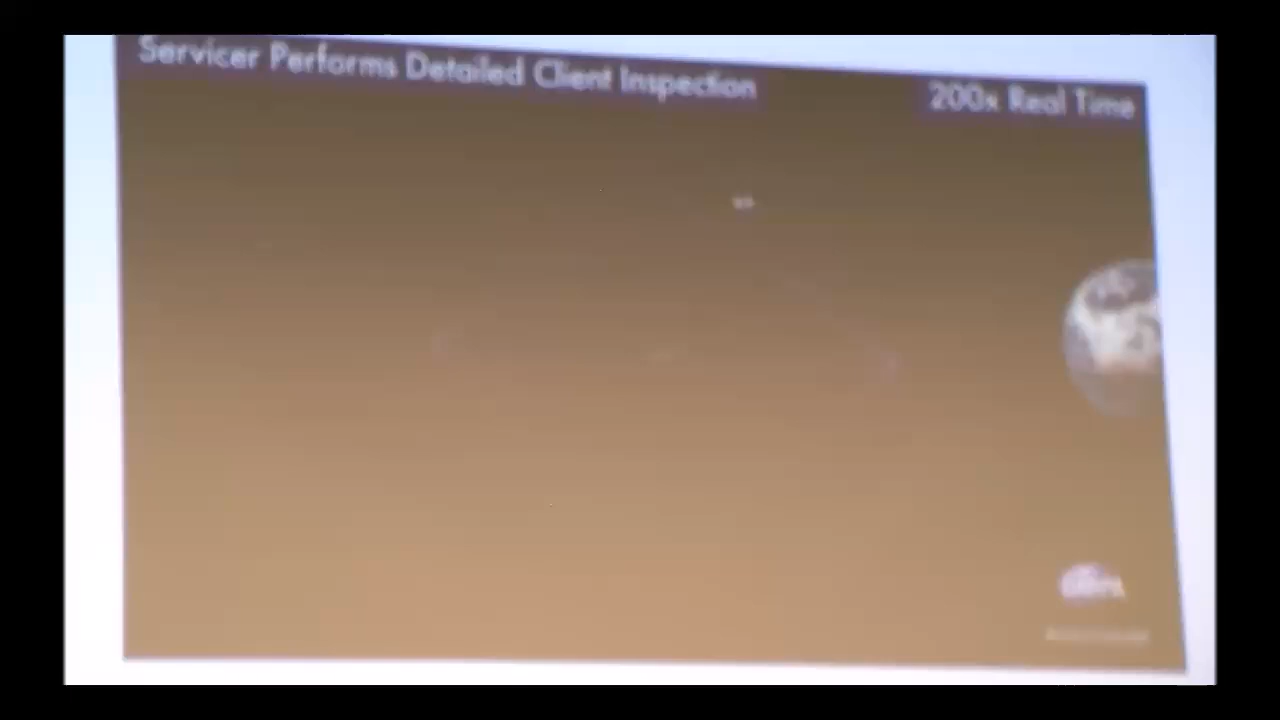 Servicer Performs Detailed Client Inspection
200x Real Time